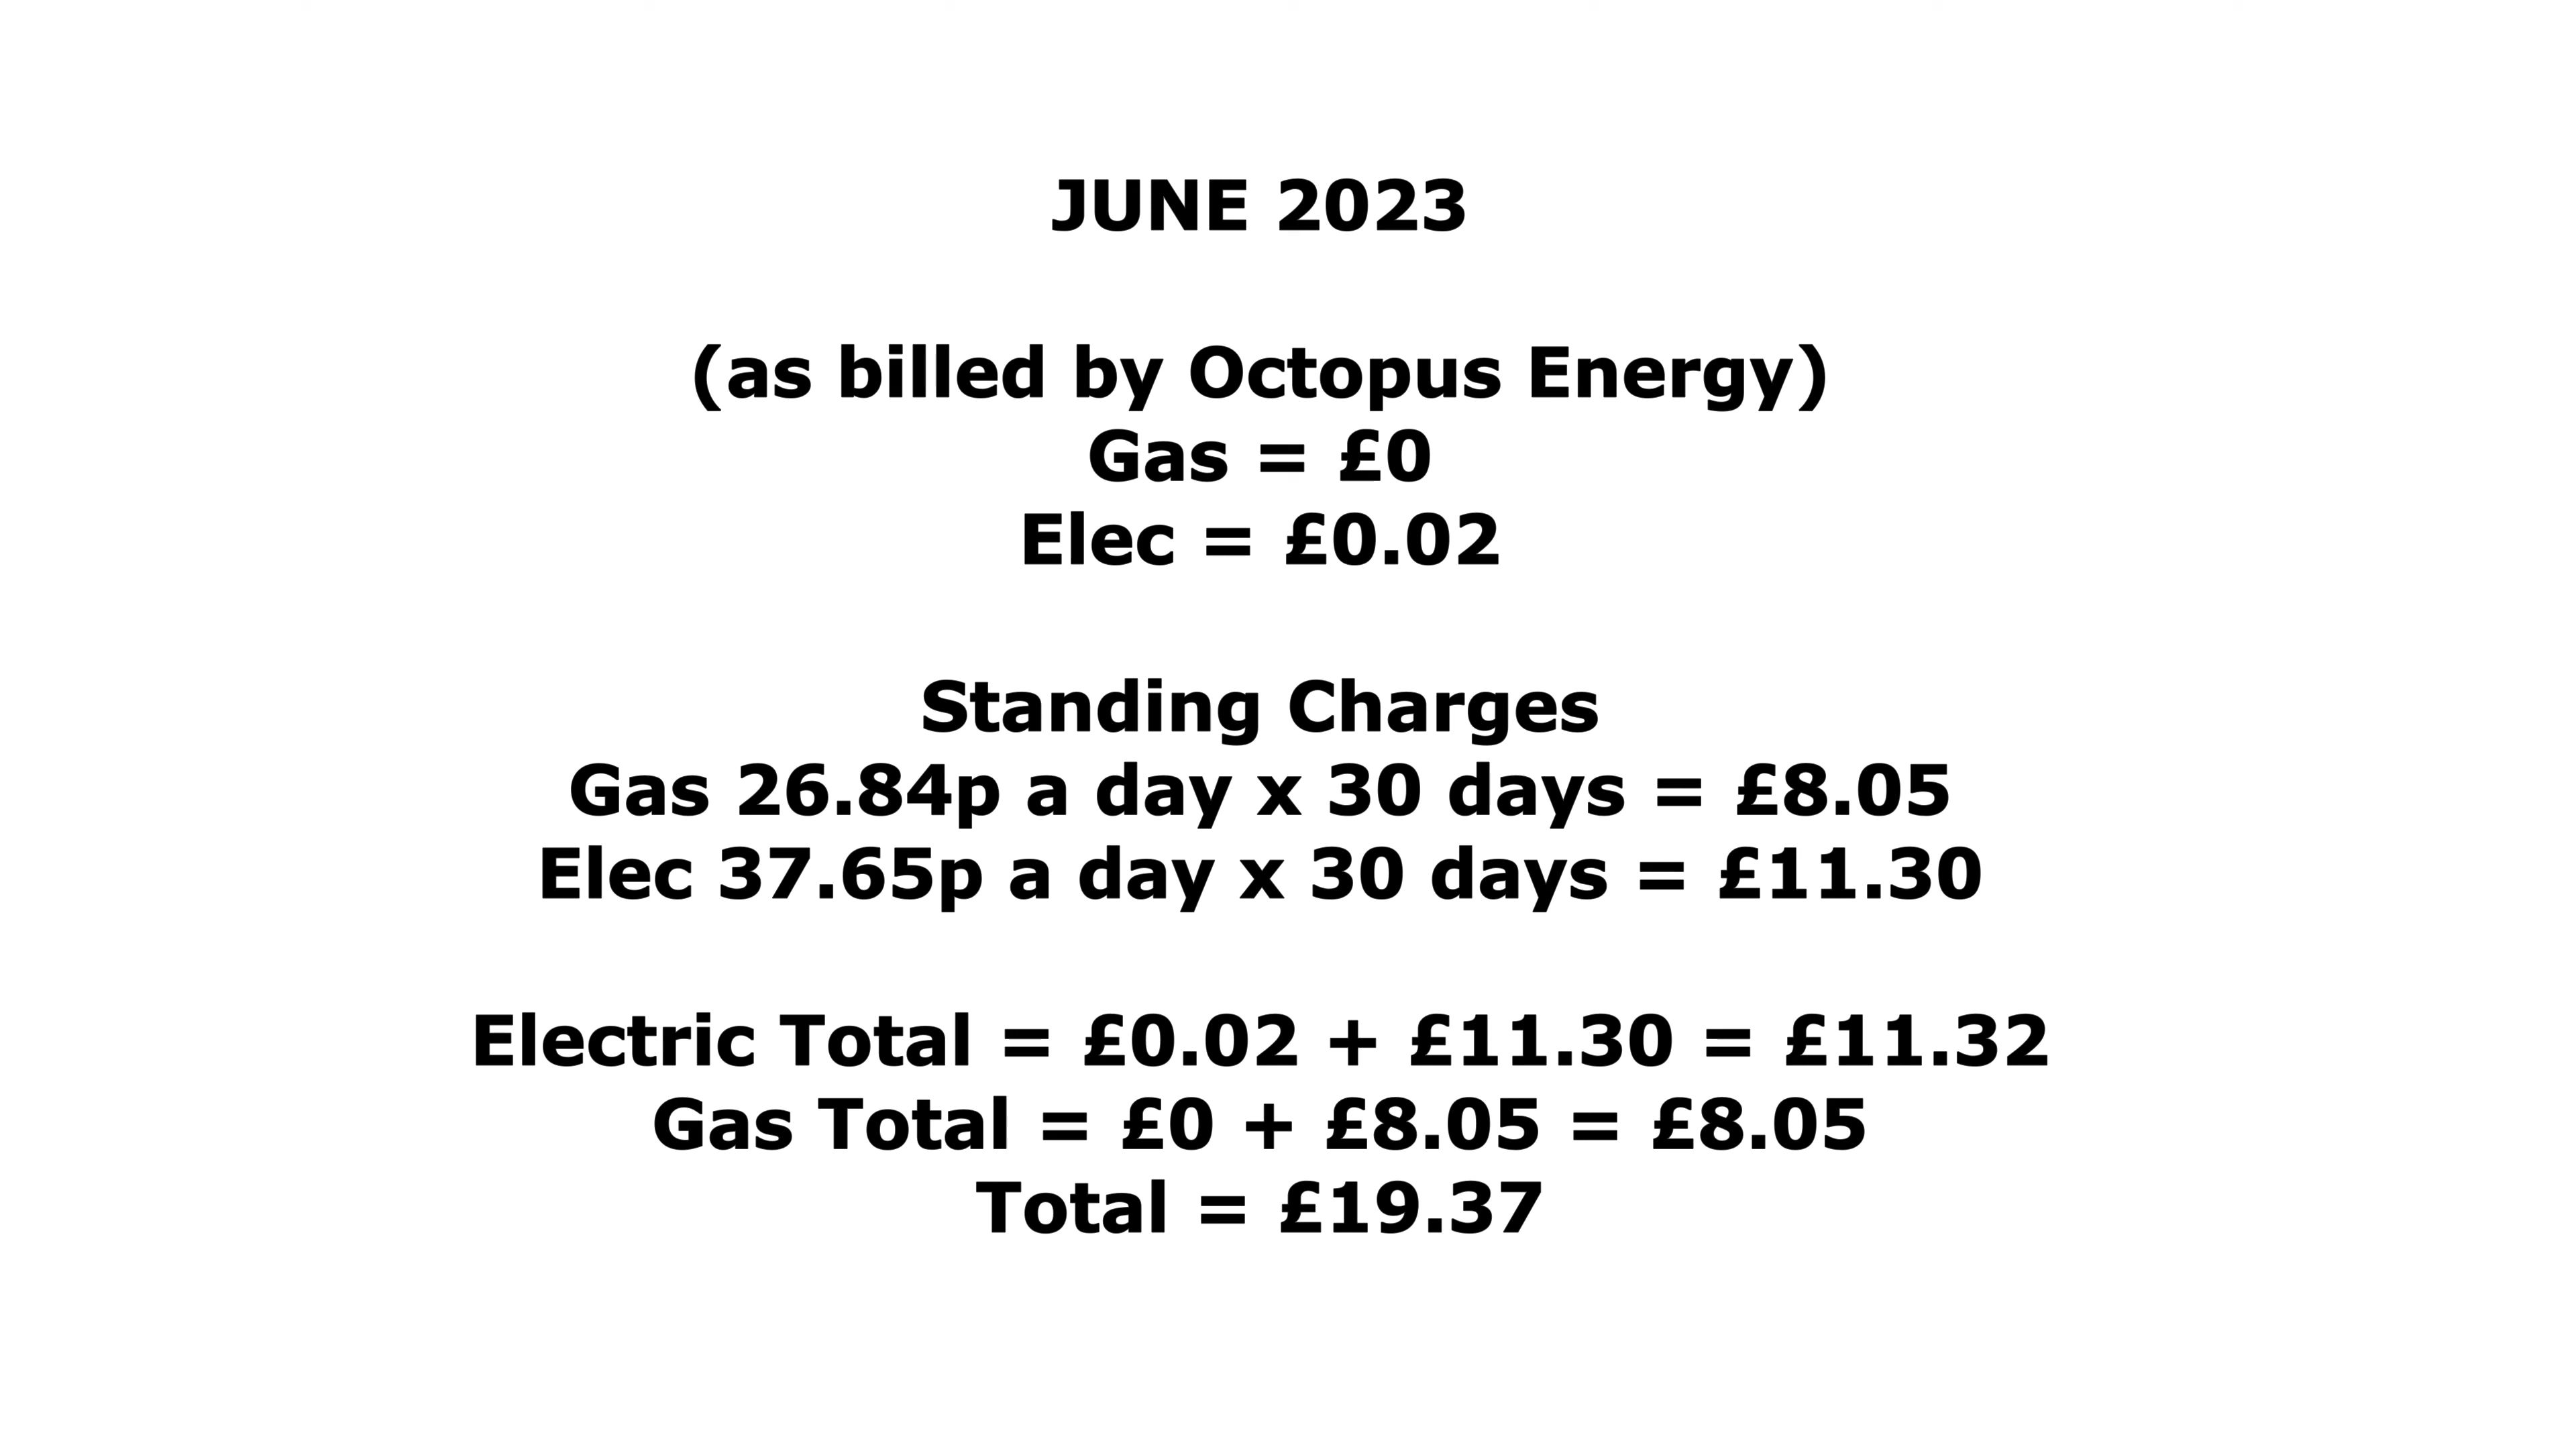 JUNE 2023
(as billed by Octopus Energy)
Gas = £0
Elec = £0.02
Standing Charges
Gas 26.84p a day x 30 days = £8.05
Elec 37.65p a day x 30 days = £11.30
Electric Total = £0.02 + £11.30 = £11.32
Gas Total = £0 + £8.05 = £8.05
Total = £19.37